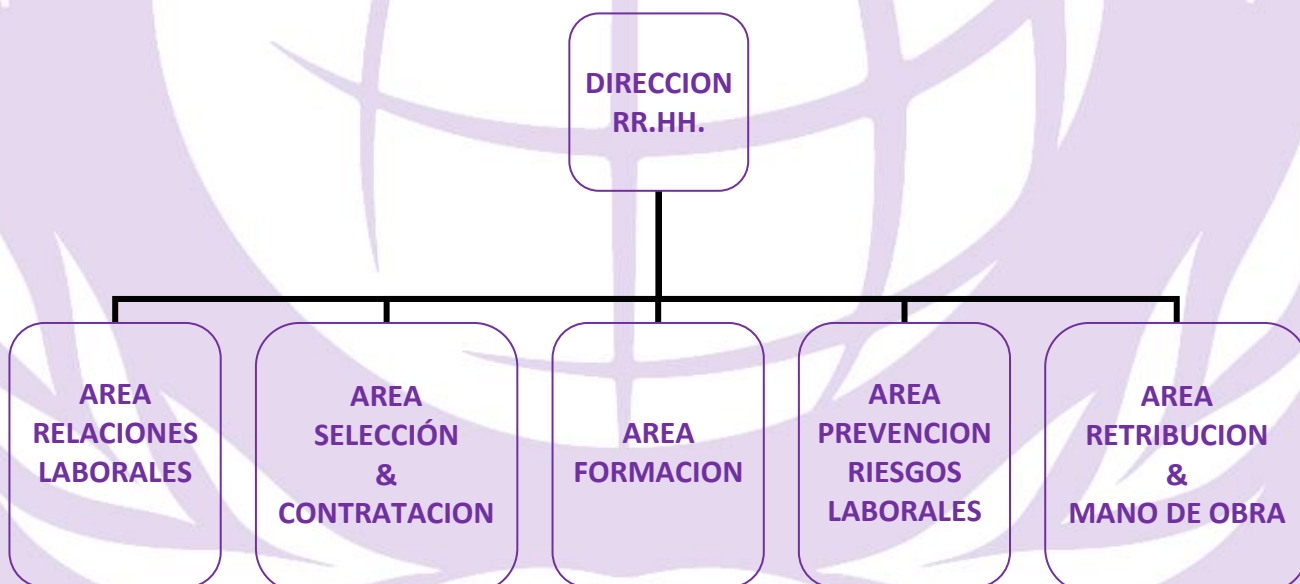 DIRECCION
RR.HH.
AREA
RELACIONES
LABORALES
AREA
SELECCIÓN
&
CONTRATACION
AREA
FORMACION
AREA
PREVENCION
RIESGOS
LABORALES
AREA
RETRIBUCION
&
MANO DE OBRA